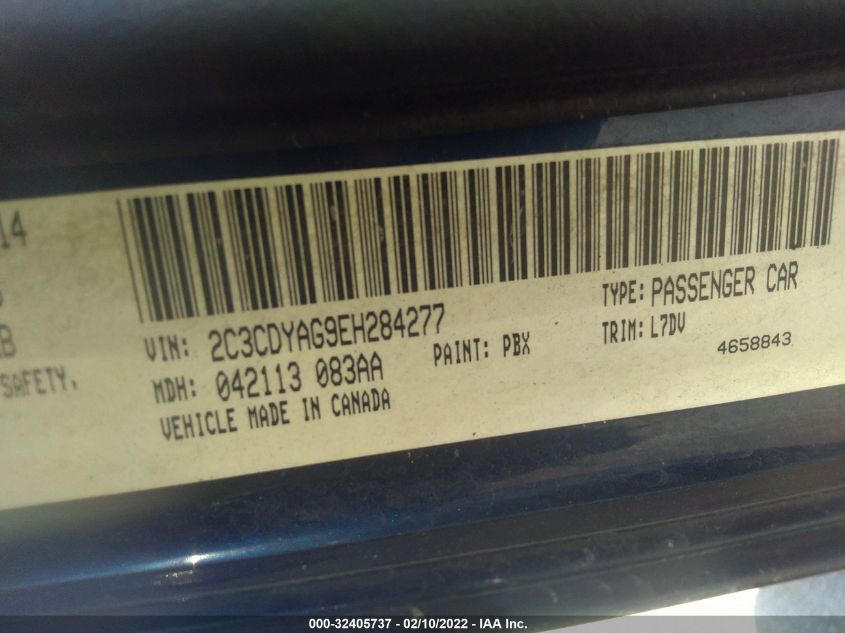 14
B
SAFETY.
VIN: 2C3CDYAG9EH284277
TYPE: PASSENGER CAR
MDH: 042113 083AA
PAINT: PBX
TRIM: L7DV
4658843
VEHICLE MADE IN CANADA
000-32405737 - 02/10/2022 - IAA Inc.